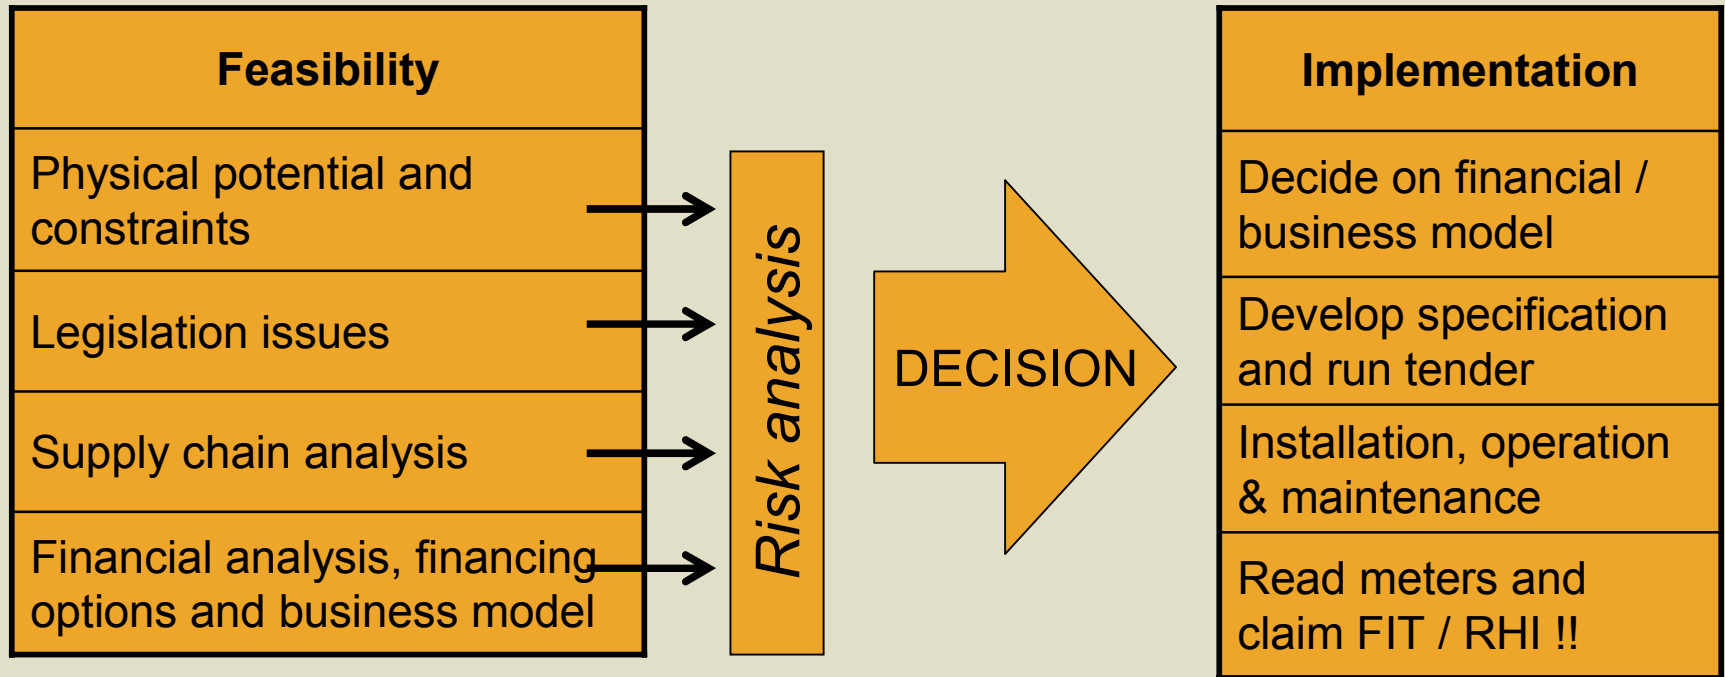 Feasibility
Physical potential and
constraints
Legislation issues
Supply chain analysis
Financial analysis, financing
options and business model
Risk analysis
DECISION
Implementation
Decide on financial /
business model
Develop specification
and run tender
Installation, operation
& maintenance
Read meters and
claim FIT / RHI !!